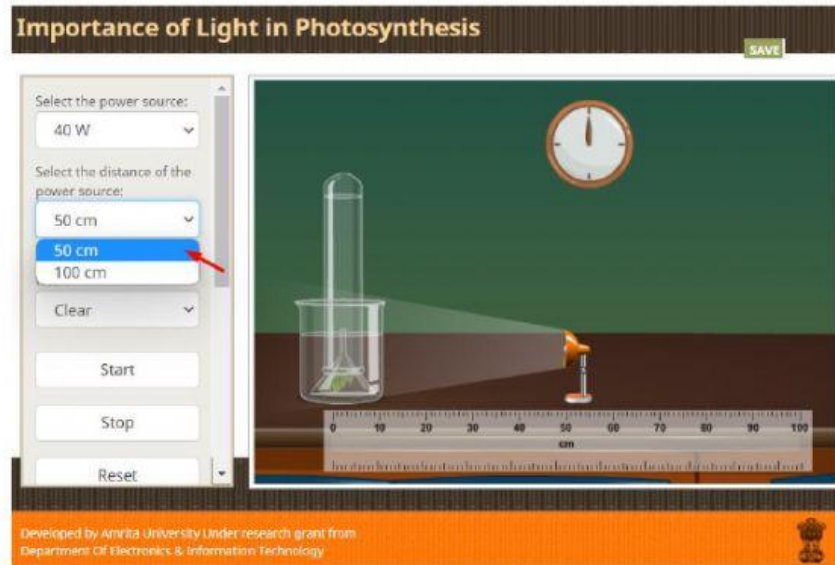 Importance of Light in Photosynthesis
SAVE
Select the power source:
40 W
Select the distance of the
power source:
50 cm
50 cm
100 cm
Clear
Start
Stop
Reset
0 10 20 30 40 50 60 70 80 90 100
cm
Developed by Amrita University Under research grant from
Department Of Electronics & Information Technology